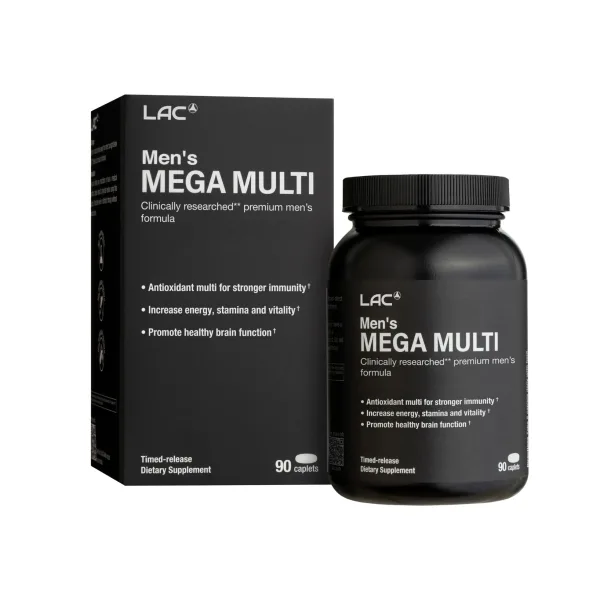 LAC
Men's
MEGA MULTI
Clinically researched** premium men's
formula
• Antioxidant multi for stronger immunity†
• Increase energy, stamina and vitality†
• Promote healthy brain function†
Timed-release
Dietary Supplement
90 caplets
LAC
Men's
MEGA MULTI
Clinically researched** premium men's
formula
• Antioxidant multi for stronger immunity†
• Increase energy, stamina and vitality†
• Promote healthy brain function†
Timed-release
Dietary Supplement
90 caplets
LAC